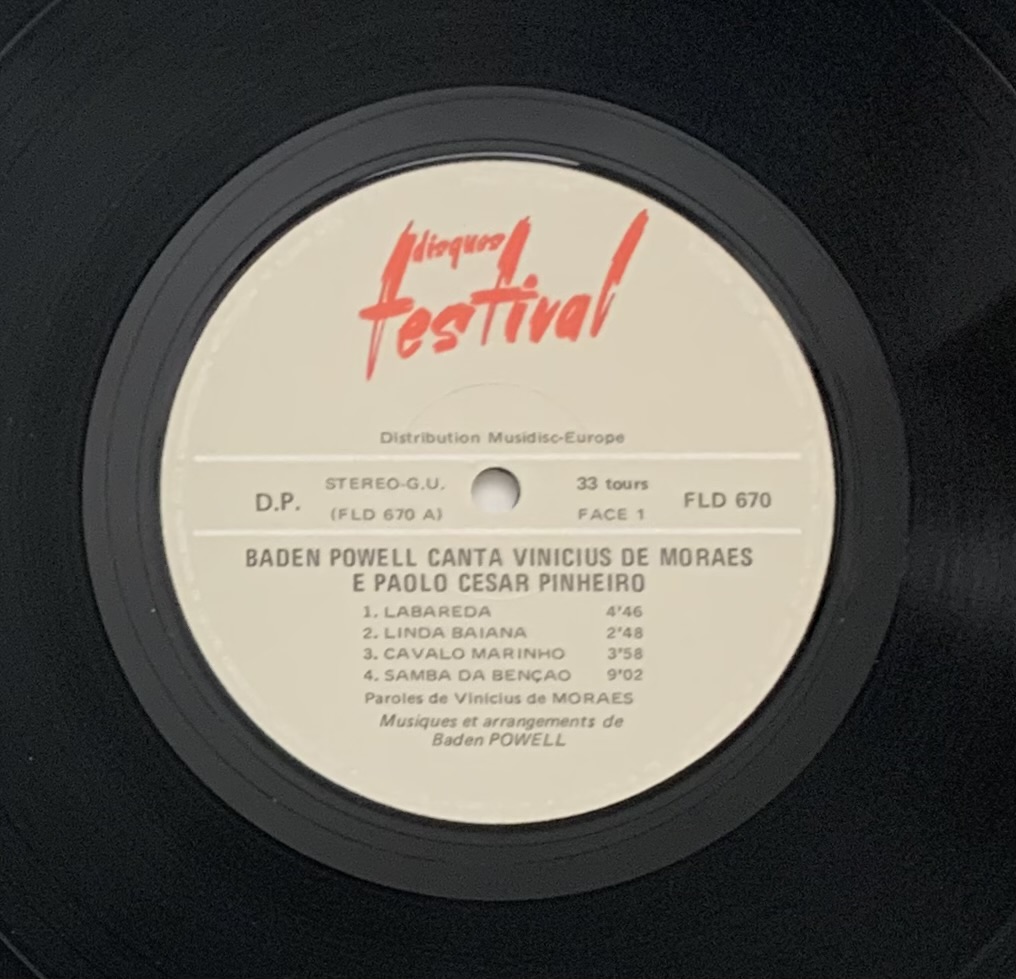 disques
festival
Distribution Musidisc-Europe
D.P. STEREO-G.U. 33 tours FLD 670
(FLD 670 A) FACE 1
BADEN POWELL CANTA VINICIUS DE MORAES
E PAOLO CESAR PINHEIRO
1. LABAREDA 4'46
2. LINDA BAIANA 2'48
3. CAVALO MARINHO 3'58
4. SAMBA DA BENÇAO 9'02
Paroles de Vinicius de MORAES
Musiques et arrangements de
Baden POWELL